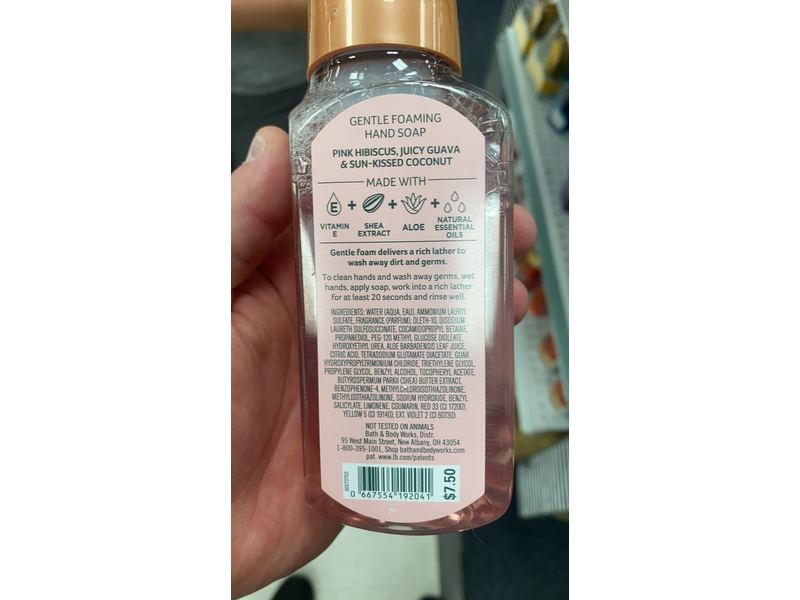 GENTLE FOAMING
HAND SOAP
PINK HIBISCUS, JUICY GUAVA
& SUN-KISSED COCONUT
MADE WITH
E + + +
VITAMIN E SHEA EXTRACT ALOE NATURAL ESSENTIAL OILS
Gentle foam delivers a rich lather to
wash away dirt and germs.
To clean hands and wash away germs, wet
hands, apply soap, work into a rich lather
for at least 20 seconds and rinse well.
INGREDIENTS: WATER (AQUA, EAU), AMMONIUM LAURYL
SULFATE, FRAGRANCE (PARFUM), OLETH-10, DISODIUM
LAURETH SULFOSUCCINATE, COCAMIDOPROPYL BETAINE,
PROPANEDIOL, PEG-120 METHYL GLUCOSE DIOLEATE,
HYDROXYETHYL UREA, ALOE BARBADENSIS LEAF JUICE,
CITRIC ACID, TETRASODIUM GLUTAMATE DIACETATE, GUAR
HYDROXYPROPYLTRIMONIUM CHLORIDE, TRIETHYLENE GLYCOL,
PROPYLENE GLYCOL, BENZYL ALCOHOL, TOCOPHERYL ACETATE,
BUTYROSPERMUM PARKII (SHEA) BUTTER EXTRACT,
BENZOPHENONE-4, METHYLCHLOROISOTHIAZOLINONE,
METHYLISOTHIAZOLINONE, SODIUM HYDROXIDE, BENZYL
SALICYLATE, LIMONENE, COUMARIN, RED 33 (CI 17200),
YELLOW 5 (CI 19140), EXT. VIOLET 2 (CI 60730).
NOT TESTED ON ANIMALS
Bath & Body Works, Distr.
95 West Main Street, New Albany, OH 43054
1-800-395-1001, Shop bathandbodyworks.com
pat. www.lb.com/patents
30573703
0 667554 192041
$7.50